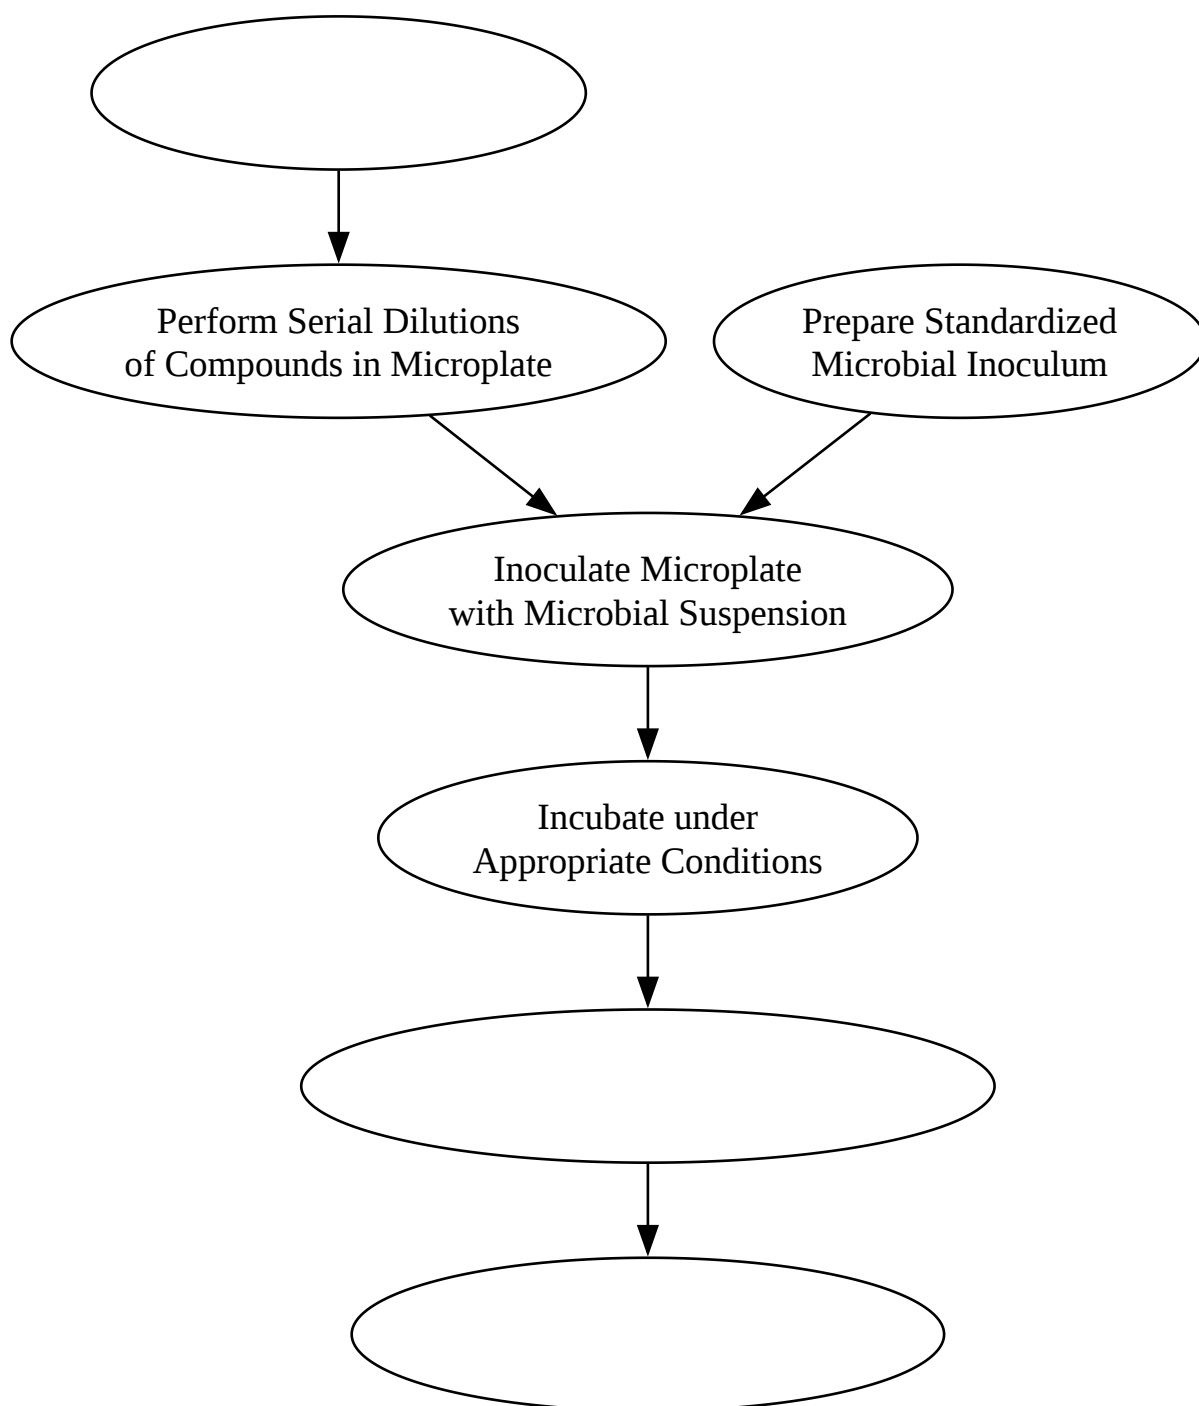 Perform Serial Dilutions
of Compounds in Microplate
Prepare Standardized
Microbial Inoculum
Inoculate Microplate
with Microbial Suspension
Incubate under
Appropriate Conditions